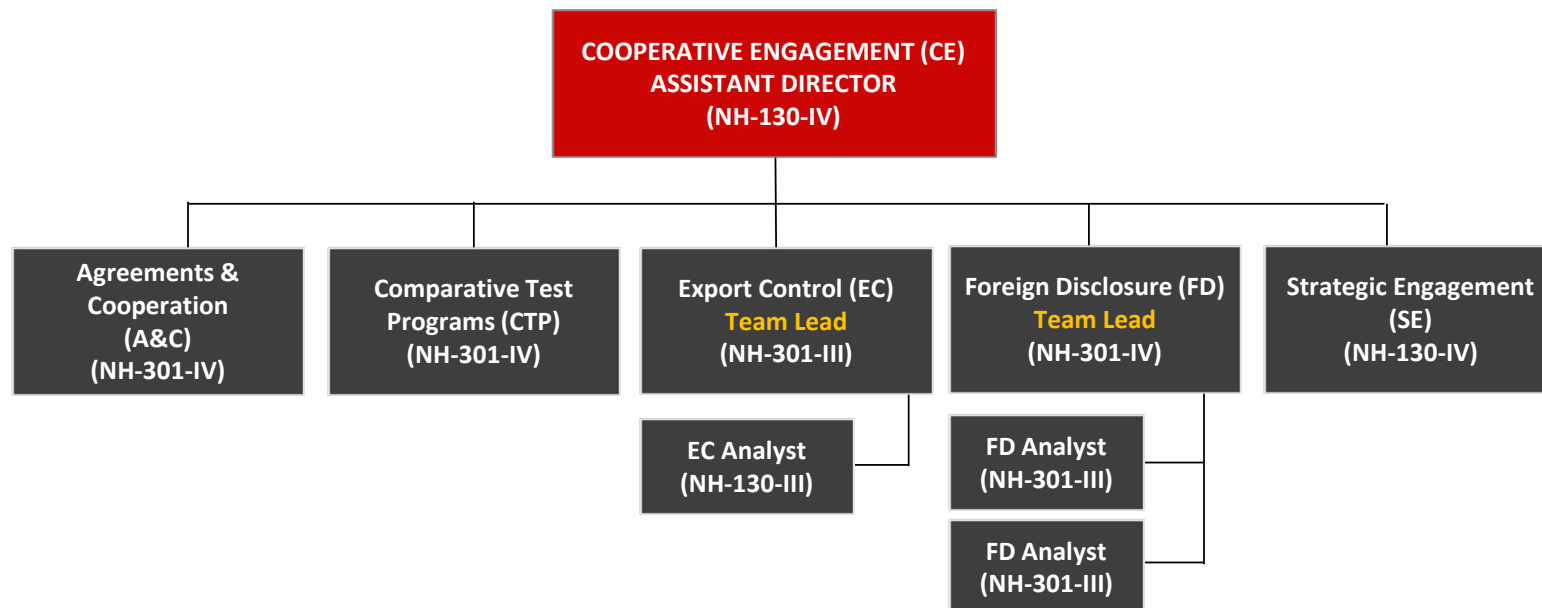 COOPERATIVE ENGAGEMENT (CE)
ASSISTANT DIRECTOR
(NH-130-IV)
Agreements &
Cooperation
(A&C)
(NH-301-IV)
Comparative Test
Programs (CTP)
(NH-301-IV)
Export Control (EC)
Team Lead
(NH-301-III)
Foreign Disclosure (FD)
Team Lead
(NH-301-IV)
Strategic Engagement
(SE)
(NH-130-IV)
EC Analyst
(NH-130-III)
FD Analyst
(NH-301-III)
FD Analyst
(NH-301-III)